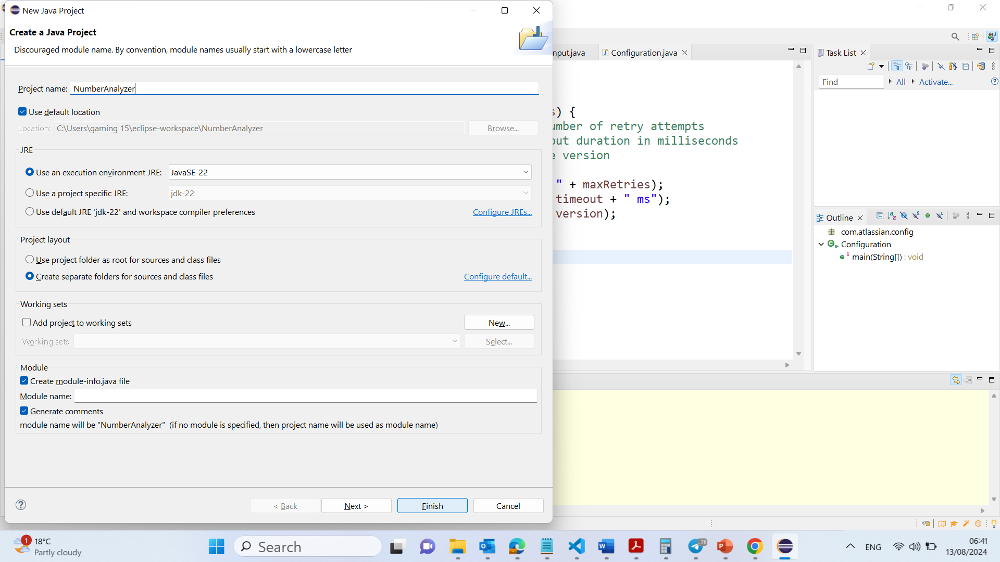 New Java Project
Create a Java Project
Discouraged module name. By convention, module names usually start with a lowercase letter
Project name: NumberAnalyzer
Use default location
Location: C:\Users\gaming 15\eclipse-workspace\NumberAnalyzer
Browse...
JRE
Use an execution environment JRE: JavaSE-22
Use a project specific JRE: jdk-22
Use default JRE 'jdk-22' and workspace compiler preferences
Configure JREs...
Project layout
Use project folder as root for sources and class files
Create separate folders for sources and class files
Configure default...
Working sets
Add project to working sets
New...
Working sets:
Select...
Module
Create module-info.java file
Module name:
Generate comments
module name will be "NumberAnalyzer" (if no module is specified, then project name will be used as module name)
< Back
Next >
Finish
Cancel
nput.java
Configuration.java
s) {
umber of retry attempts
out duration in milliseconds
e version
" + maxRetries);
timeout + " ms");
version);
Task List
Find
All
Activate...
Outline
com.atlassian.config
Configuration
main(String[]) : void
1
18°C
Partly cloudy
Search
78
ENG
06:41
13/08/2024